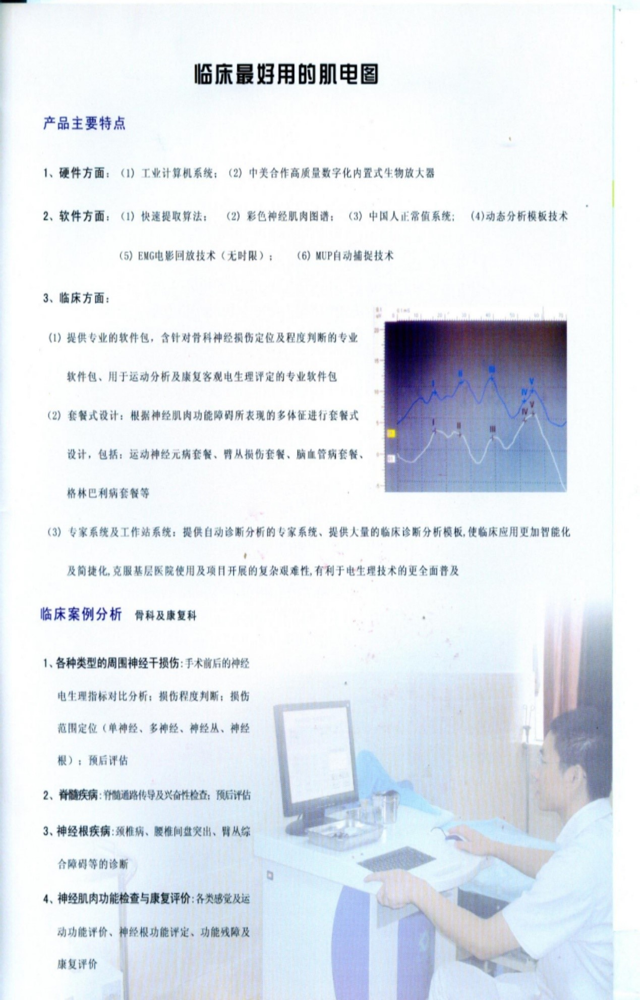 临床最好用的肌电图
产品主要特点
1、硬件方面：（1）工业计算机系统；（2）中美合作高质量数字化内置式生物放大器
2、软件方面：（1）快速提取算法；（2）彩色神经肌肉图谱；（3）中国人正常值系统；（4)动态分析模板技术
（5）EMG电影回放技术（无时限）；（6）MUP自动捕捉技术
3、临床方面：
（1）提供专业的软件包，含针对骨科神经损伤定位及程度判断的专业
软件包、用于运动分析及康复客观电生理评定的专业软件包
（2）套餐式设计：根据神经肌肉功能障碍所表现的多体征进行套餐式
设计，包括：运动神经元病套餐、臂丛损伤套餐、脑血管病套餐、
格林巴利病套餐等
0.1mS
0 10 20 30 40 50 60 70
20
15
10
5
0
-5
I II III IV V
I II III IV V
（3）专家系统及工作站系统：提供自动诊断分析的专家系统、提供大量的临床诊断分析模板,使临床应用更加智能化
及简捷化,克服基层医院使用及项目开展的复杂艰难性,有利于电生理技术的更全面普及
临床案例分析 骨科及康复科
1、各种类型的周围神经干损伤:手术前后的神经
电生理指标对比分析；损伤程度判断；损伤
范围定位（单神经、多神经、神经丛、神经
根）；预后评估
2、脊髓疾病:脊髓通路传导及兴奋性检查；预后评估
3、神经根疾病:颈椎病、腰椎间盘突出、臂丛综
合障碍等的诊断
4、神经肌肉功能检查与康复评价:各类感觉及运
动功能评价、神经根功能评定、功能残障及
康复评价